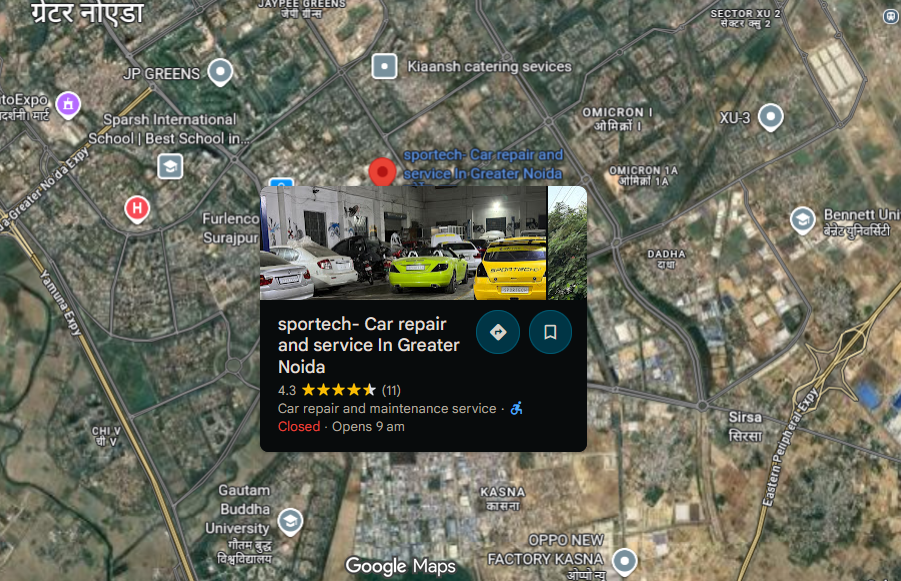 ग्रेटर नोएडा
JAYPEE GREENS
जेपी ग्रीन्स
SECTOR XU 2
सेक्टर क्सु 2
JP GREENS
Kiaansh catering sevices
utoExpo
दर्शनी मार्ट
Sparsh International
School | Best School in...
OMICRON I
ओमिक्रॉ I
XU-3
sportech- Car repair and
service In Greater Noida
OMICRON 1A
ओमिक्रॉ 1A
da Greater Noida Expy
H
Furlenco
Surajpur
Bennett Uni
बेनेट यूनिवर्सिटी
DADHA
दाधा
SPORTECH
Yamuna Expy
sportech- Car repair
and service In Greater
Noida
4.3 (11)
Car repair and maintenance service ·
Closed · Opens 9 am
CHI V
ची V
Sirsa
सिरसा
Eastern Peripheral Expy
Gautam
Buddha
University
गौतम बुद्ध
विश्वविद्यालय
KASNA
कासना
OPPO NEW
FACTORY KASNA
ओप्पो न्यू
Google Maps